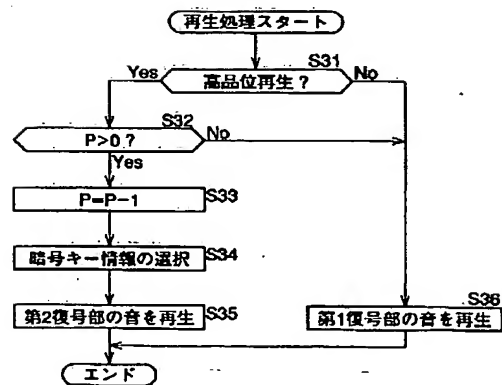 再生処理スタート
S31
Yes
高品位再生?
No
S32
P>0?
No
Yes
P=P-1
S33
暗号キー情報の選択
S34
第2復号部の音を再生
S35
S36
第1復号部の音を再生
エンド